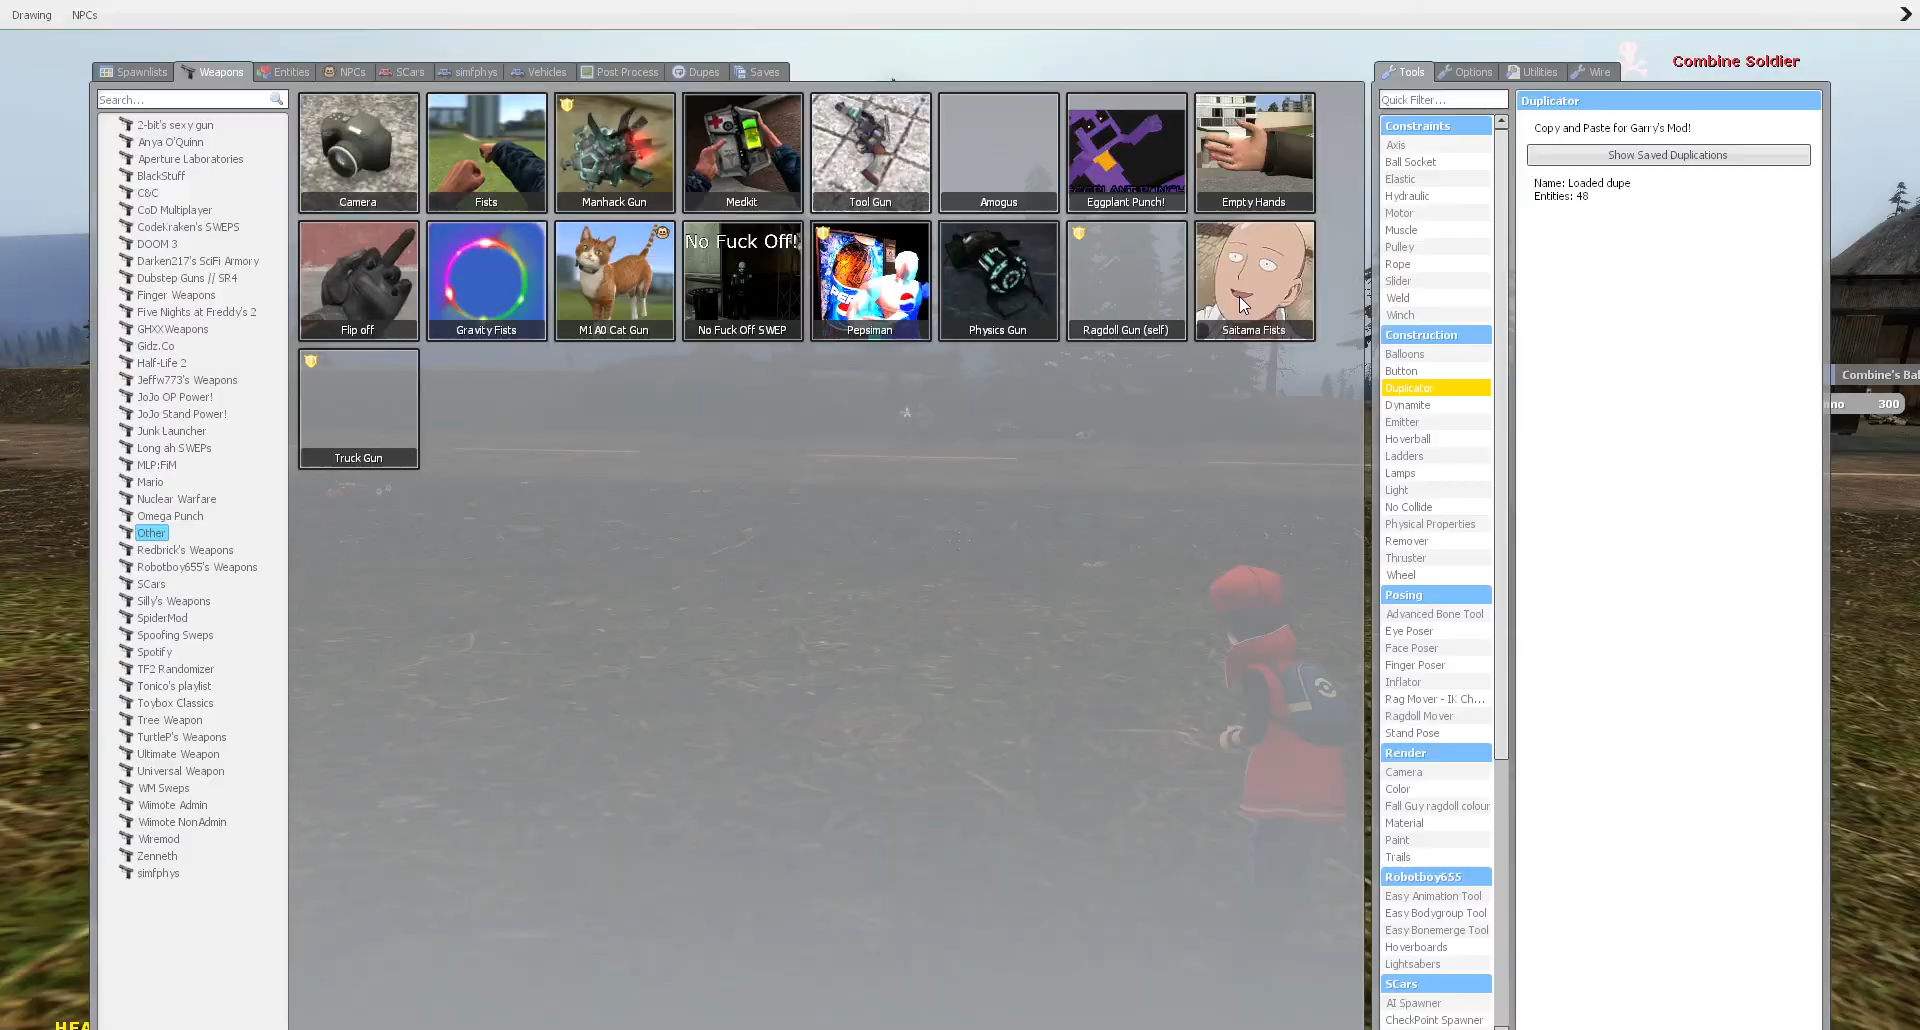 Drawing NPCs
Combine Soldier
Spawnlists Weapons Entities NPCs SCars simfphys Vehicles Post Process Dupes Saves
Search...
2-bit's sexy gun
Anya O'Quinn
Aperture Laboratories
BlackStuff
C&C
CoD Multiplayer
CodeKraken's SWEPS
DOOM 3
Darken217's SciFi Armory
Dubstep Guns // SR4
Finger Weapons
Five Nights at Freddy's 2
GHXXWeapons
Gidz.Co
Half-Life 2
Jeffw773's Weapons
JoJo OP Power!
JoJo Stand Power!
Junk Launcher
Long ah SWEPs
MLP:FiM
Mario
Nuclear Warfare
Omega Punch
Other
Redbrick's Weapons
Robotboy655's Weapons
SCars
Silly's Weapons
SpiderMod
Spoofing Sweps
Spotify
TF2 Randomizer
Tonico's playlist
Toybox Classics
Tree Weapon
TurtleP's Weapons
Ultimate Weapon
Universal Weapon
WM Sweps
Wiimote Admin
Wiimote NonAdmin
Wiremod
Zenneth
simfphys
Camera Fists Manhack Gun Medkit Tool Gun Amogus Eggplant Punch! Empty Hands
No Fuck Off!
Flip off Gravity Fists M1A0 Cat Gun No Fuck Off SWEP Pepsiman Physics Gun Ragdoll Gun (self) Saitama Fists
Truck Gun
Tools Options Utilities Wire
Quick Filter...
Constraints
Axis
Ball Socket
Elastic
Hydraulic
Motor
Muscle
Pulley
Rope
Slider
Weld
Winch
Construction
Balloons
Button
Duplicator
Dynamite
Emitter
Hoverball
Ladders
Lamps
Light
No Collide
Physical Properties
Remover
Thruster
Wheel
Posing
Advanced Bone Tool
Eye Poser
Face Poser
Finger Poser
Inflator
Rag Mover - IK Ch...
Ragdoll Mover
Stand Pose
Render
Camera
Color
Fall Guy ragdoll colour
Material
Paint
Trails
Robotboy655
Easy Animation Tool
Easy Bodygroup Tool
Easy Bonemerge Tool
Hoverboards
Lightsabers
SCars
AI Spawner
CheckPoint Spawner
Duplicator
Copy and Paste for Garry's Mod!
Show Saved Duplications
Name: Loaded dupe
Entities: 48
Combine's Bal
mo 300
HEA